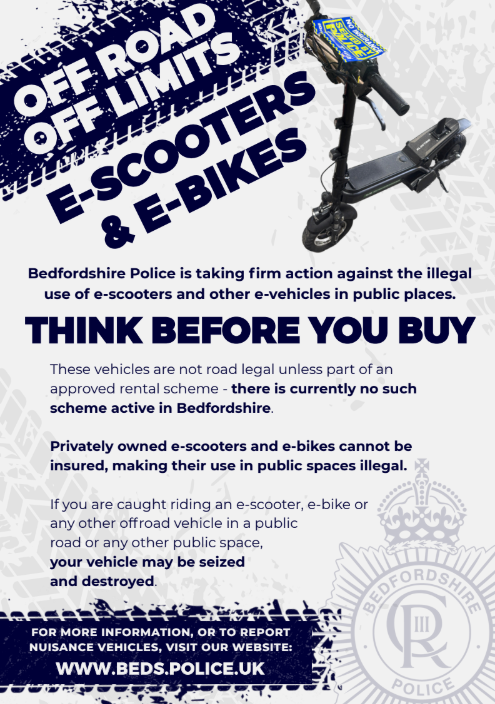 OFF ROAD
OFF LIMITS
E-SCOOTERS
& E-BIKES
Bedfordshire Police is taking firm action against the illegal
use of e-scooters and other e-vehicles in public places.
THINK BEFORE YOU BUY
These vehicles are not road legal unless part of an
approved rental scheme - there is currently no such
scheme active in Bedfordshire.
Privately owned e-scooters and e-bikes cannot be
insured, making their use in public spaces illegal.
If you are caught riding an e-scooter, e-bike or
any other offroad vehicle in a public
road or any other public space,
your vehicle may be seized
and destroyed.
BEDFORDSHIRE
III
POLICE
FOR MORE INFORMATION, OR TO REPORT
NUISANCE VEHICLES, VISIT OUR WEBSITE:
WWW.BEDS.POLICE.UK